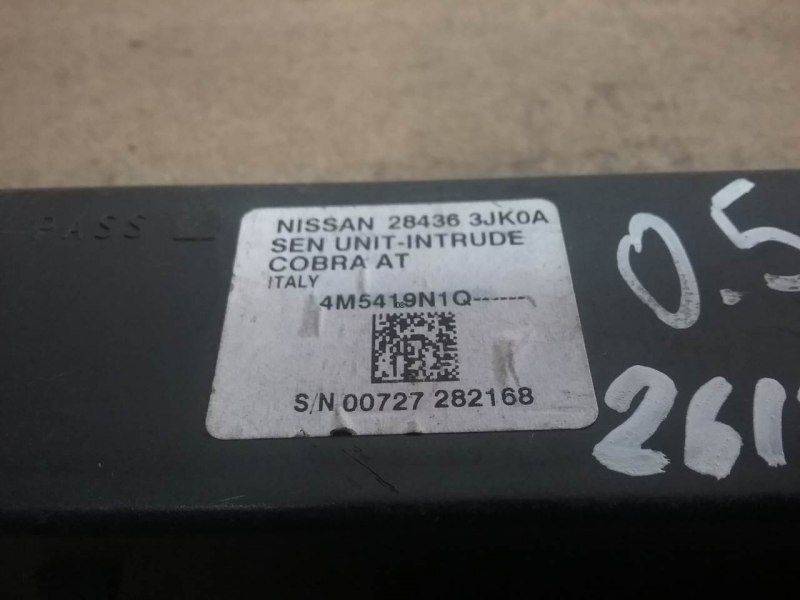 PASS
NISSAN 28436 3JK0A
SEN UNIT-INTRUDE
COBRA AT
ITALY
4M5419N1Q------
S/N 00727 282168
0.5
261